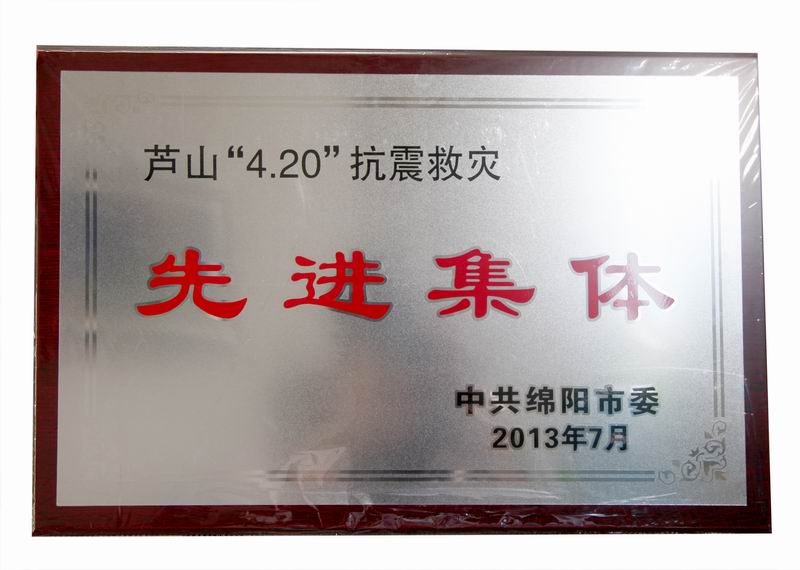 芦山“4.20”抗震救灾
先进集体
中共绵阳市委
2013年7月